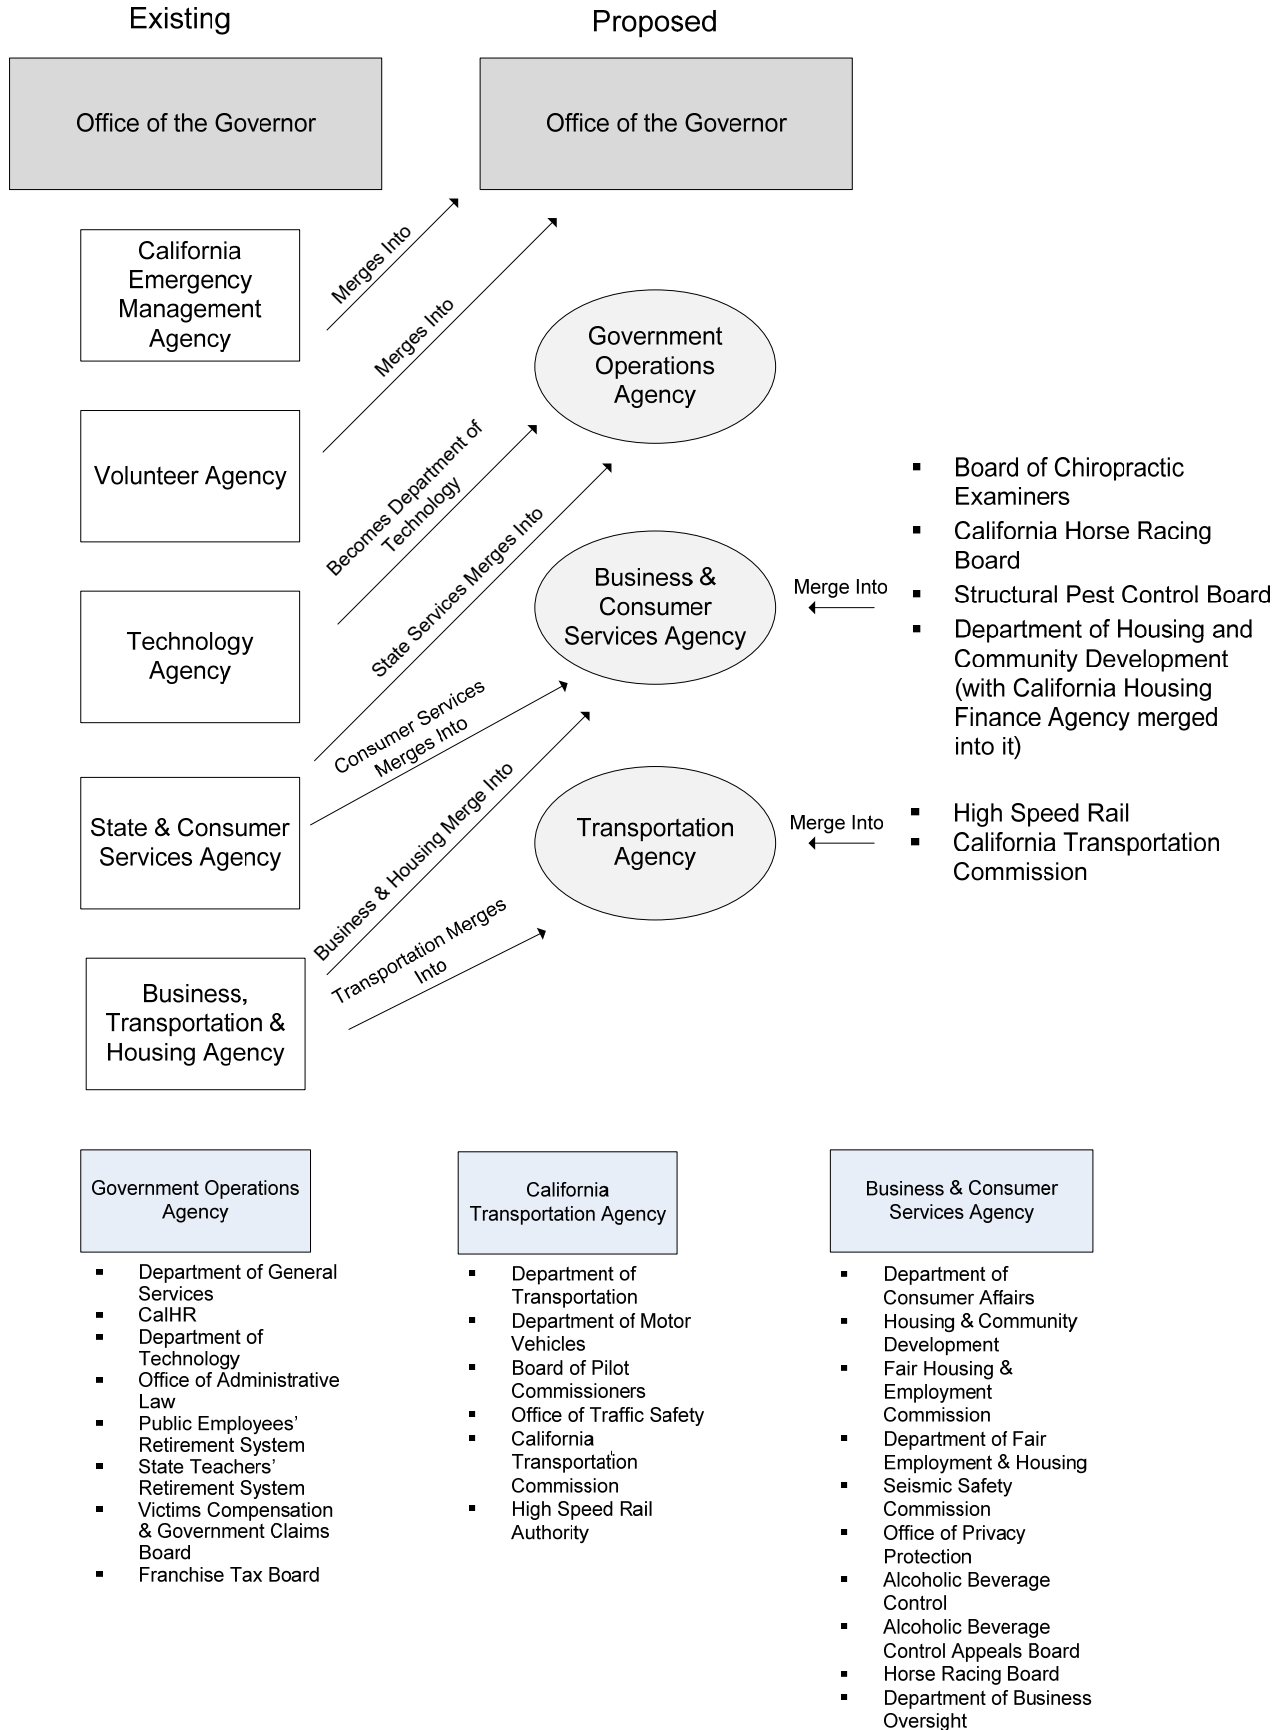 Existing
Proposed
Office of the Governor
Office of the Governor
California
Emergency
Management
Agency
Merges Into
Merges Into
Government
Operations
Agency
Volunteer Agency
Becomes Department of
Technology
State Services Merges Into
Technology
Agency
Business &
Consumer
Services Agency
Merge Into
▪ Board of Chiropractic
Examiners
▪ California Horse Racing
Board
▪ Structural Pest Control Board
▪ Department of Housing and
Community Development
(with California Housing
Finance Agency merged
into it)
State & Consumer
Services Agency
Consumer Services
Merges Into
Business & Housing Merge Into
Transportation
Agency
Merge Into
▪ High Speed Rail
▪ California Transportation
Commission
Business,
Transportation &
Housing Agency
Transportation Merges
Into
Government Operations
Agency
▪ Department of General
Services
▪ CalHR
▪ Department of
Technology
▪ Office of Administrative
Law
▪ Public Employees’
Retirement System
▪ State Teachers’
Retirement System
▪ Victims Compensation
& Government Claims
Board
▪ Franchise Tax Board
California
Transportation Agency
▪ Department of
Transportation
▪ Department of Motor
Vehicles
▪ Board of Pilot
Commissioners
▪ Office of Traffic Safety
▪ California
Transportation
Commission
▪ High Speed Rail
Authority
Business & Consumer
Services Agency
▪ Department of
Consumer Affairs
▪ Housing & Community
Development
▪ Fair Housing &
Employment
Commission
▪ Department of Fair
Employment & Housing
▪ Seismic Safety
Commission
▪ Office of Privacy
Protection
▪ Alcoholic Beverage
Control
▪ Alcoholic Beverage
Control Appeals Board
▪ Horse Racing Board
▪ Department of Business
Oversight